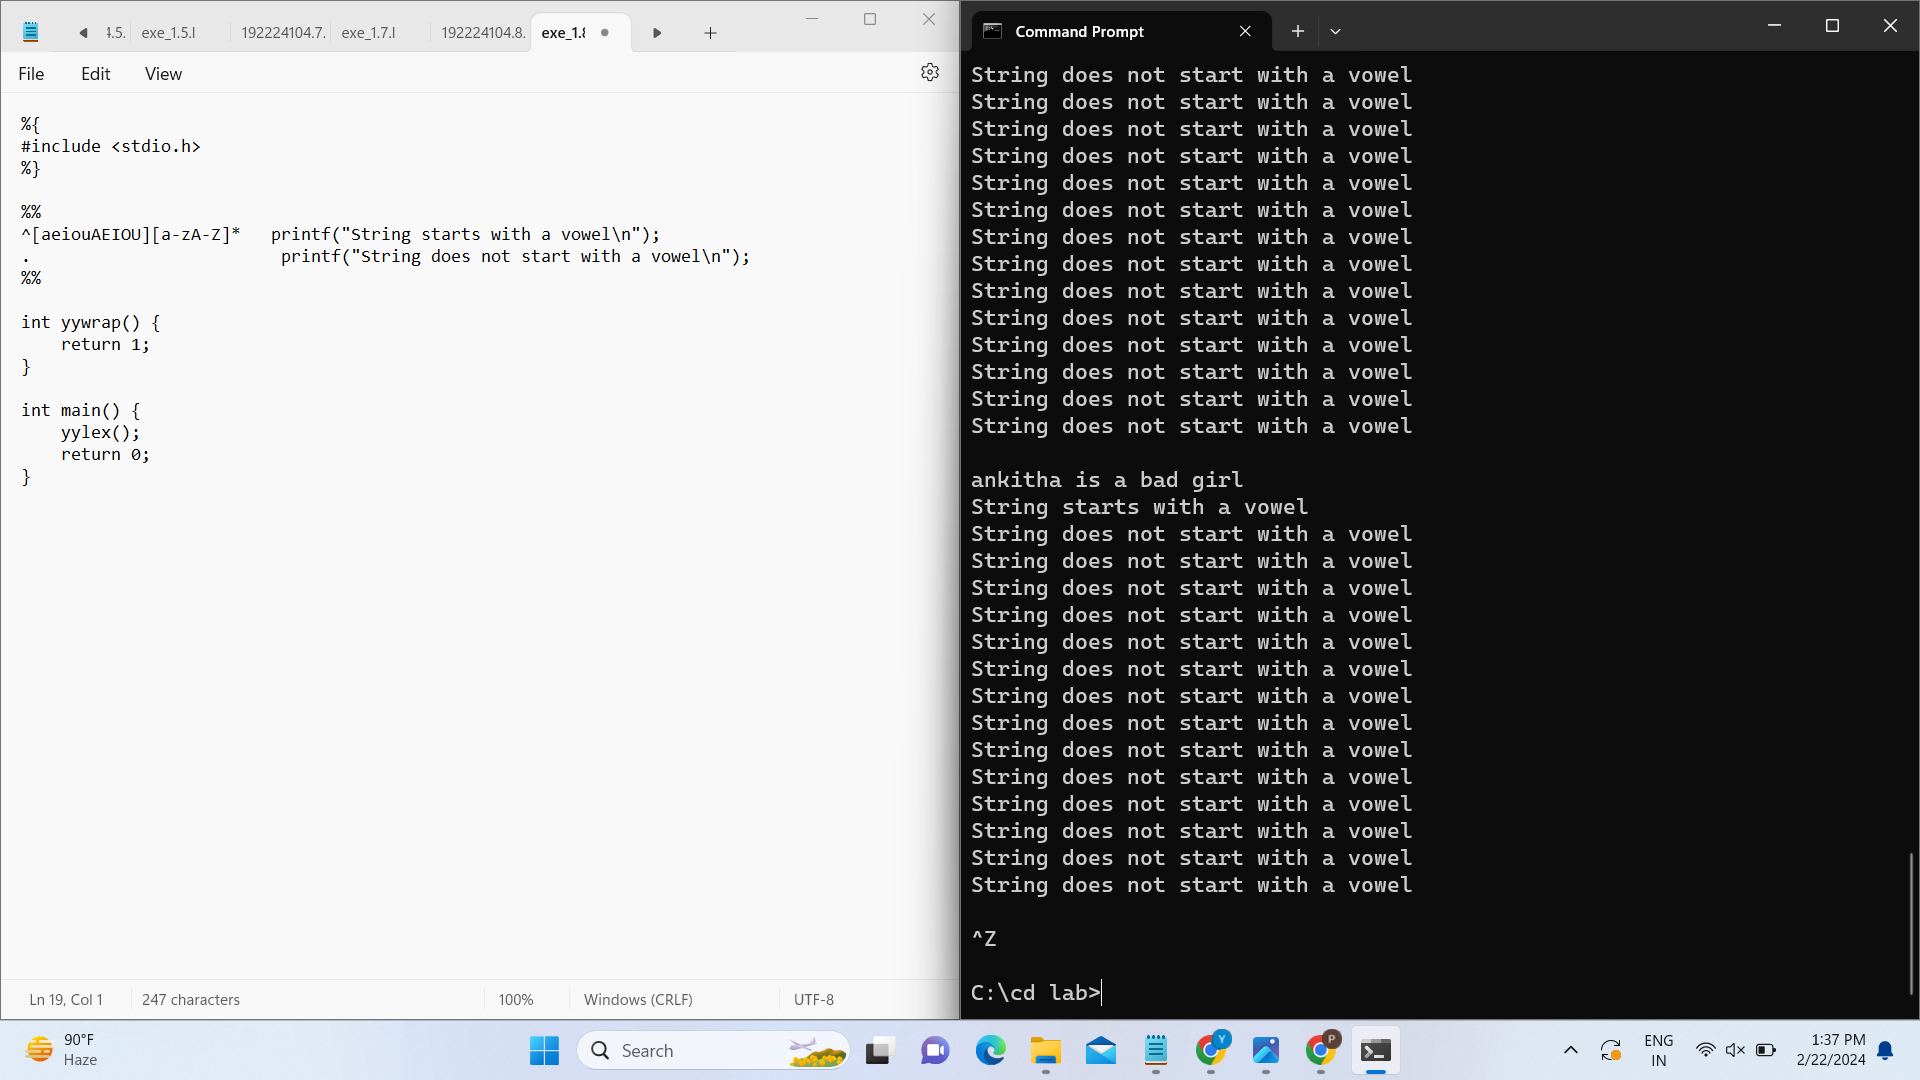 4.5.
exe_1.5.l
192224104.7.
exe_1.7.l
192224104.8.
exe_1.8
File
Edit
View
%{
#include <stdio.h>
%}
%%
^[aeiouAEIOU][a-zA-Z]*   printf("String starts with a vowel\n");
.                         printf("String does not start with a vowel\n");
%%
int yywrap() {
    return 1;
}
int main() {
    yylex();
    return 0;
}
Ln 19, Col 1
247 characters
100%
Windows (CRLF)
UTF-8
Command Prompt
String does not start with a vowel
String does not start with a vowel
String does not start with a vowel
String does not start with a vowel
String does not start with a vowel
String does not start with a vowel
String does not start with a vowel
String does not start with a vowel
String does not start with a vowel
String does not start with a vowel
String does not start with a vowel
String does not start with a vowel
String does not start with a vowel
String does not start with a vowel
ankitha is a bad girl
String starts with a vowel
String does not start with a vowel
String does not start with a vowel
String does not start with a vowel
String does not start with a vowel
String does not start with a vowel
String does not start with a vowel
String does not start with a vowel
String does not start with a vowel
String does not start with a vowel
String does not start with a vowel
String does not start with a vowel
String does not start with a vowel
String does not start with a vowel
String does not start with a vowel
^Z
C:\cd lab>
90°F
Haze
Search
Y
P
ENG
IN
1:37 PM
2/22/2024